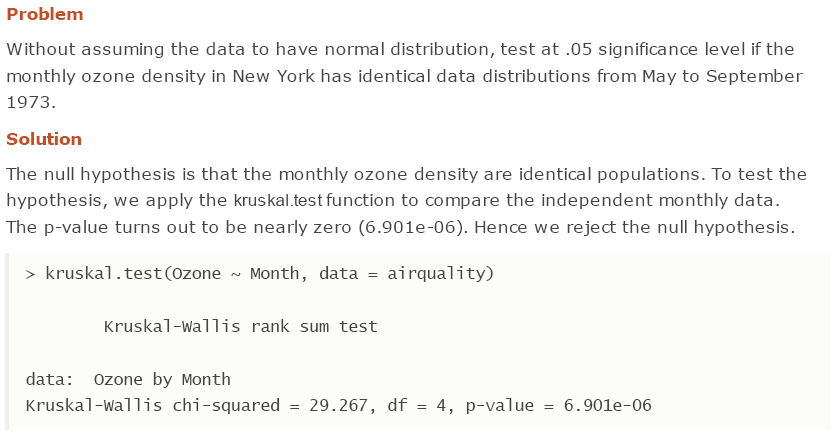 Problem
Without assuming the data to have normal distribution, test at .05 significance level if the
monthly ozone density in New York has identical data distributions from May to September
1973.
Solution
The null hypothesis is that the monthly ozone density are identical populations. To test the
hypothesis, we apply the kruskal.test function to compare the independent monthly data.
The p-value turns out to be nearly zero (6.901e-06). Hence we reject the null hypothesis.
> kruskal.test(Ozone ~ Month, data = airquality)
Kruskal-Wallis rank sum test
data:  Ozone by Month
Kruskal-Wallis chi-squared = 29.267, df = 4, p-value = 6.901e-06